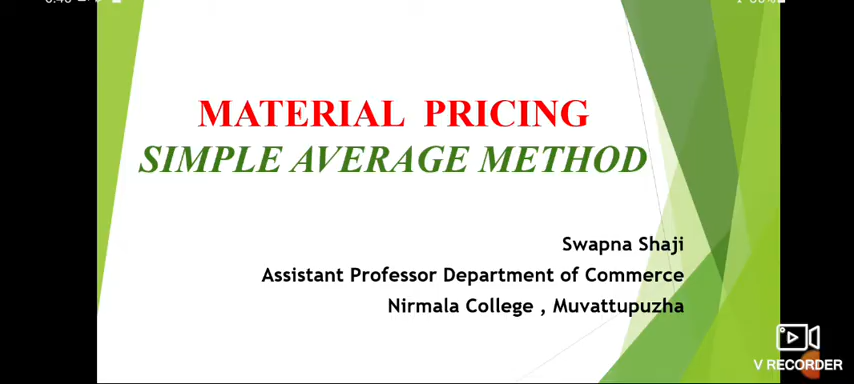 MATERIAL PRICING
SIMPLE AVERAGE METHOD
Swapna Shaji
Assistant Professor Department of Commerce
Nirmala College , Muvattupuzha
V RECORDER